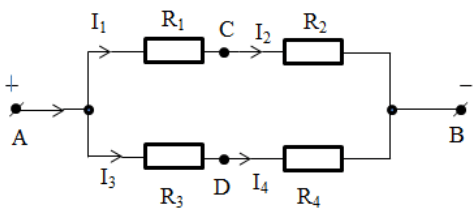 I1 R1 C I2 R2
+ −
A B
I3 R3 D I4 R4